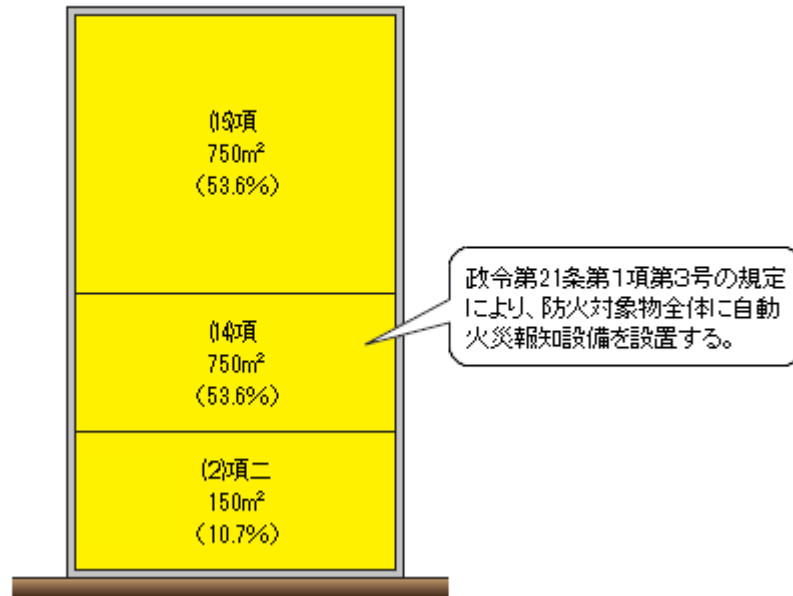 (15)項
750m²
(53.6%)
(14)項
750m²
(53.6%)
(2)項ニ
150m²
(10.7%)
政令第21条第1項第3号の規定
により、防火対象物全体に自動
火災報知設備を設置する。